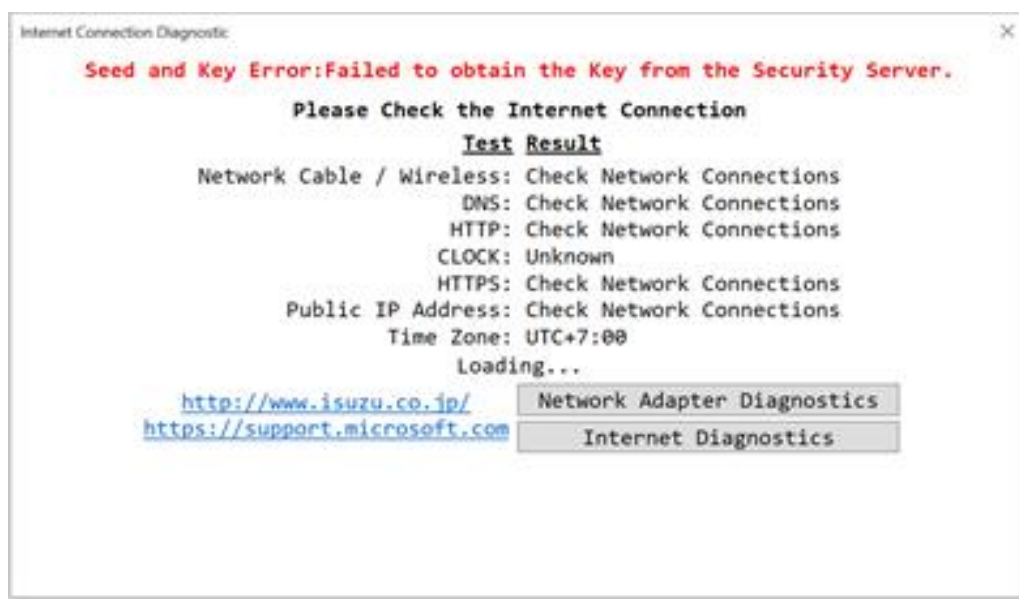 Internet Connection Diagnostic
Seed and Key Error:Failed to obtain the Key from the Security Server.
Please Check the Internet Connection
Test Result
Network Cable / Wireless: Check Network Connections
DNS: Check Network Connections
HTTP: Check Network Connections
CLOCK: Unknown
HTTPS: Check Network Connections
Public IP Address: Check Network Connections
Time Zone: UTC+7:00
Loading...
http://www.isuzu.co.jp/ Network Adapter Diagnostics
https://support.microsoft.com Internet Diagnostics